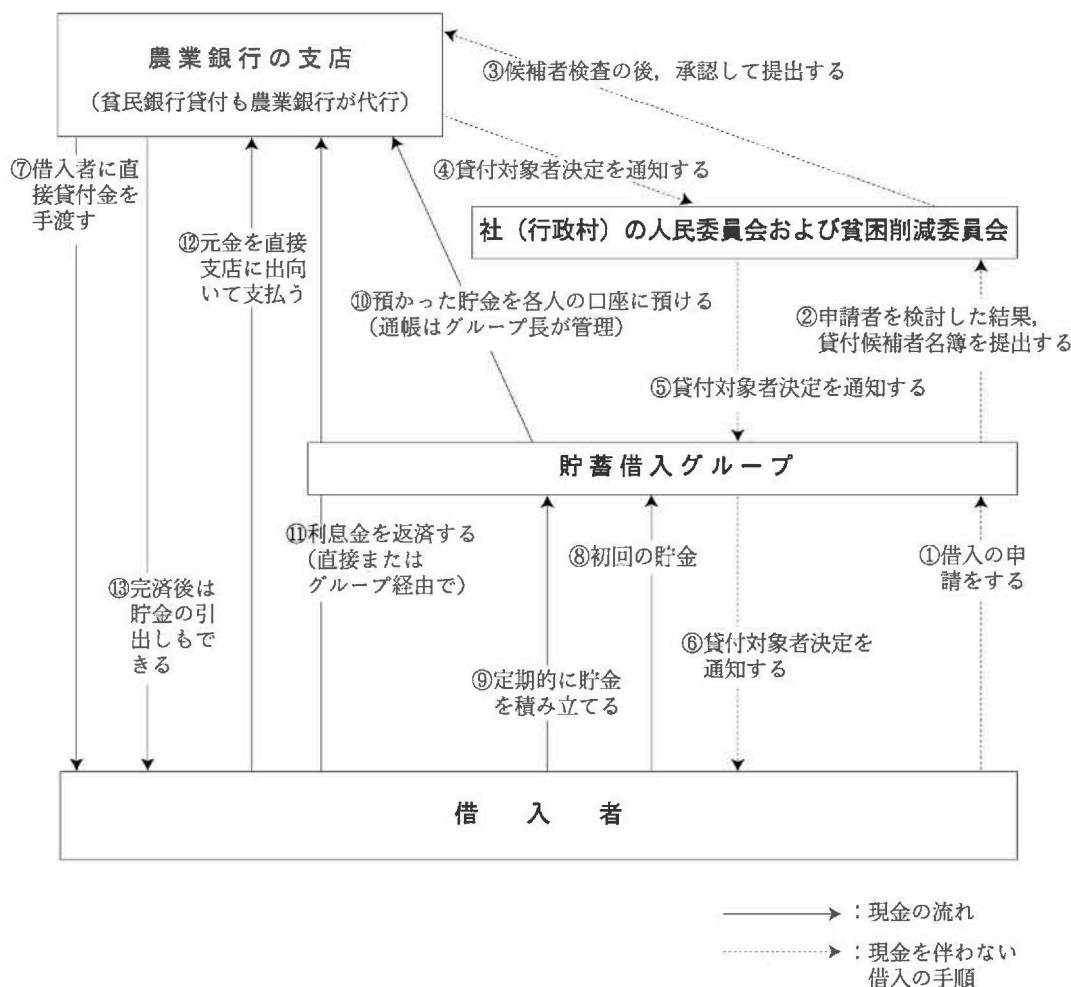 農業銀行の支店
(貧民銀行貸付も農業銀行が代行)
③候補者検査の後，承認して提出する
④貸付対象者決定を通知する
⑦借入者に直
接貸付金を
手渡す
社（行政村）の人民委員会および貧困削減委員会
⑫元金を直接
支店に出向
いて支払う
⑩預かった貯金を各人の口座に預ける
(通帳はグループ長が管理)
②申請者を検討した結果，
貸付候補者名簿を提出する
⑤貸付対象者決定を通知する
貯蓄借入グループ
⑪利息金を返済する
(直接または
グループ経由で)
⑧初回の貯金
①借入の申
請をする
⑬完済後は
貯金の引
出しもで
きる
⑥貸付対象者決定を
通知する
⑨定期的に貯金
を積み立てる
借入者
：現金の流れ
：現金を伴わない
借入の手順